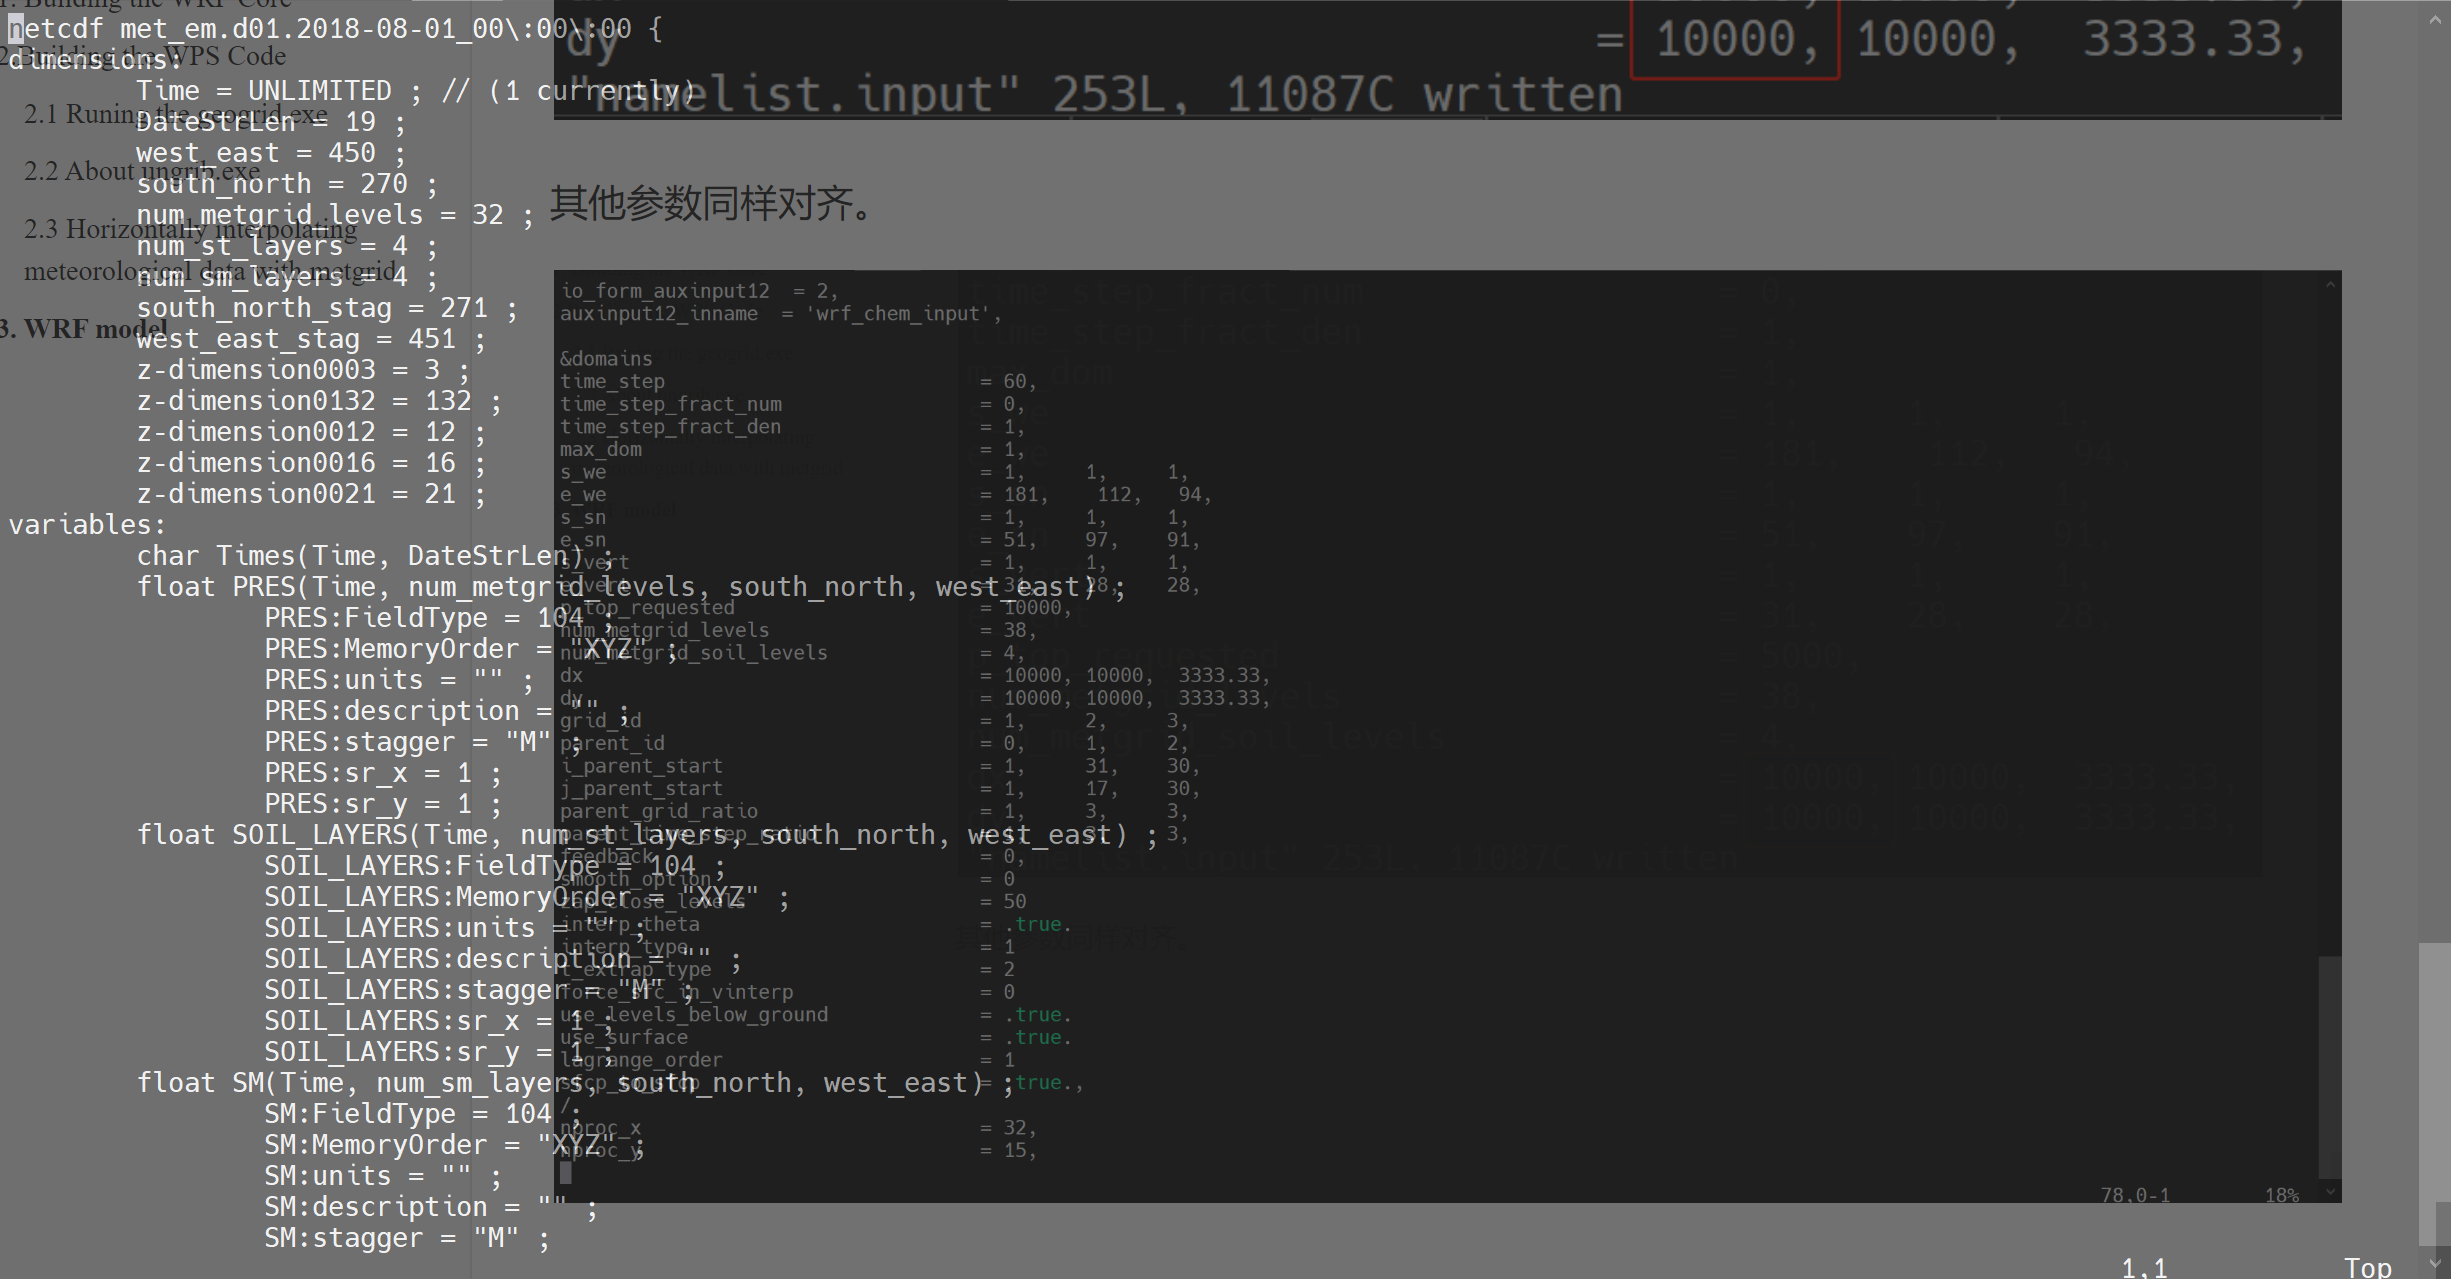 netcdf met_em.d01.2018-08-01_00\:00\:00 {
dimensions:
Time = UNLIMITED ; // (1 currently)
DateStrLen = 19 ;
west_east = 450 ;
south_north = 270 ;
num_metgrid_levels = 32 ;
num_st_layers = 4 ;
num_sm_layers = 4 ;
south_north_stag = 271 ;
west_east_stag = 451 ;
z-dimension0003 = 3 ;
z-dimension0132 = 132 ;
z-dimension0012 = 12 ;
z-dimension0016 = 16 ;
z-dimension0021 = 21 ;
variables:
char Times(Time, DateStrLen) ;
float PRES(Time, num_metgrid_levels, south_north, west_east) ;
PRES:FieldType = 104 ;
PRES:MemoryOrder = "XYZ" ;
PRES:units = "" ;
PRES:description = "" ;
PRES:stagger = "M" ;
PRES:sr_x = 1 ;
PRES:sr_y = 1 ;
float SOIL_LAYERS(Time, num_st_layers, south_north, west_east) ;
SOIL_LAYERS:FieldType = 104 ;
SOIL_LAYERS:MemoryOrder = "XYZ" ;
SOIL_LAYERS:units = "" ;
SOIL_LAYERS:description = "" ;
SOIL_LAYERS:stagger = "M" ;
SOIL_LAYERS:sr_x = 1 ;
SOIL_LAYERS:sr_y = 1 ;
float SM(Time, num_sm_layers, south_north, west_east) ;
SM:FieldType = 104 ;
SM:MemoryOrder = "XYZ" ;
SM:units = "" ;
SM:description = "" ;
SM:stagger = "M" ;
1,1 Top
1. Building the WRF Core
2 Building the WPS Code
2.1 Runing the geogrid.exe
2.2 About ungrib.exe
2.3 Horizontally interpolating
meteorological data with metgrid
3. WRF model
dy = 10000, 10000, 3333.33,
"namelist.input" 253L, 11087C written
其他参数同样对齐。
io_form_auxinput12 = 2,
auxinput12_inname = 'wrf_chem_input',
&domains
time_step = 60,
time_step_fract_num = 0,
time_step_fract_den = 1,
max_dom = 1,
s_we = 1, 1, 1,
e_we = 181, 112, 94,
s_sn = 1, 1, 1,
e_sn = 51, 97, 91,
s_vert = 1, 1, 1,
e_vert = 31, 28, 28,
p_top_requested = 10000,
num_metgrid_levels = 38,
num_metgrid_soil_levels = 4,
dx = 10000, 10000, 3333.33,
dy = 10000, 10000, 3333.33,
grid_id = 1, 2, 3,
parent_id = 0, 1, 2,
i_parent_start = 1, 31, 30,
j_parent_start = 1, 17, 30,
parent_grid_ratio = 1, 3, 3,
parent_time_step_ratio = 1, 3, 3,
feedback = 0,
smooth_option = 0
zap_close_levels = 50
interp_theta = .true.
interp_type = 1
t_extrap_type = 2
force_sfc_in_vinterp = 0
use_levels_below_ground = .true.
use_surface = .true.
lagrange_order = 1
sfcp_to_sfcp = .true.,
/
nproc_x = 32,
nproc_y = 15,
78,0-1 18%